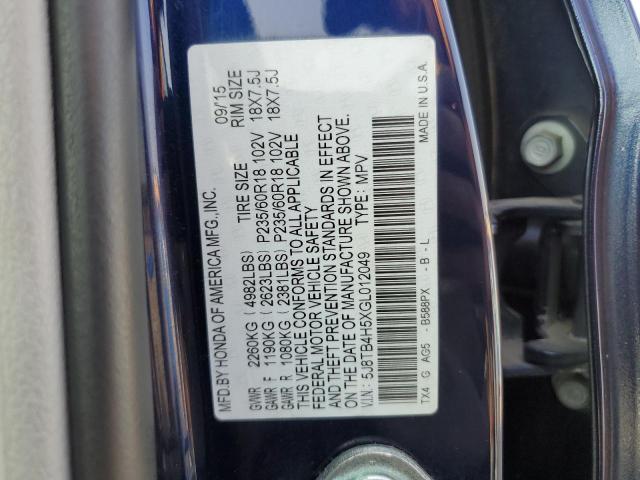 MFD.BY HONDA OF AMERICA MFG.,INC. 09/15
TIRE SIZE RIM SIZE
GVWR 2260KG (4982LBS)
GAWR F 1190KG (2623LBS) P235/60R18 102V 18X7.5J
GAWR R 1080KG (2381LBS) P235/60R18 102V 18X7.5J
THIS VEHICLE CONFORMS TO ALL APPLICABLE
FEDERAL MOTOR VEHICLE SAFETY
AND THEFT PREVENTION STANDARDS IN EFFECT
ON THE DATE OF MANUFACTURE SHOWN ABOVE.
V.I.N.: 5J8TB4H5XGL012049 TYPE: MPV
TX4 G AG5 - B588PX - B - L MADE IN U.S.A.